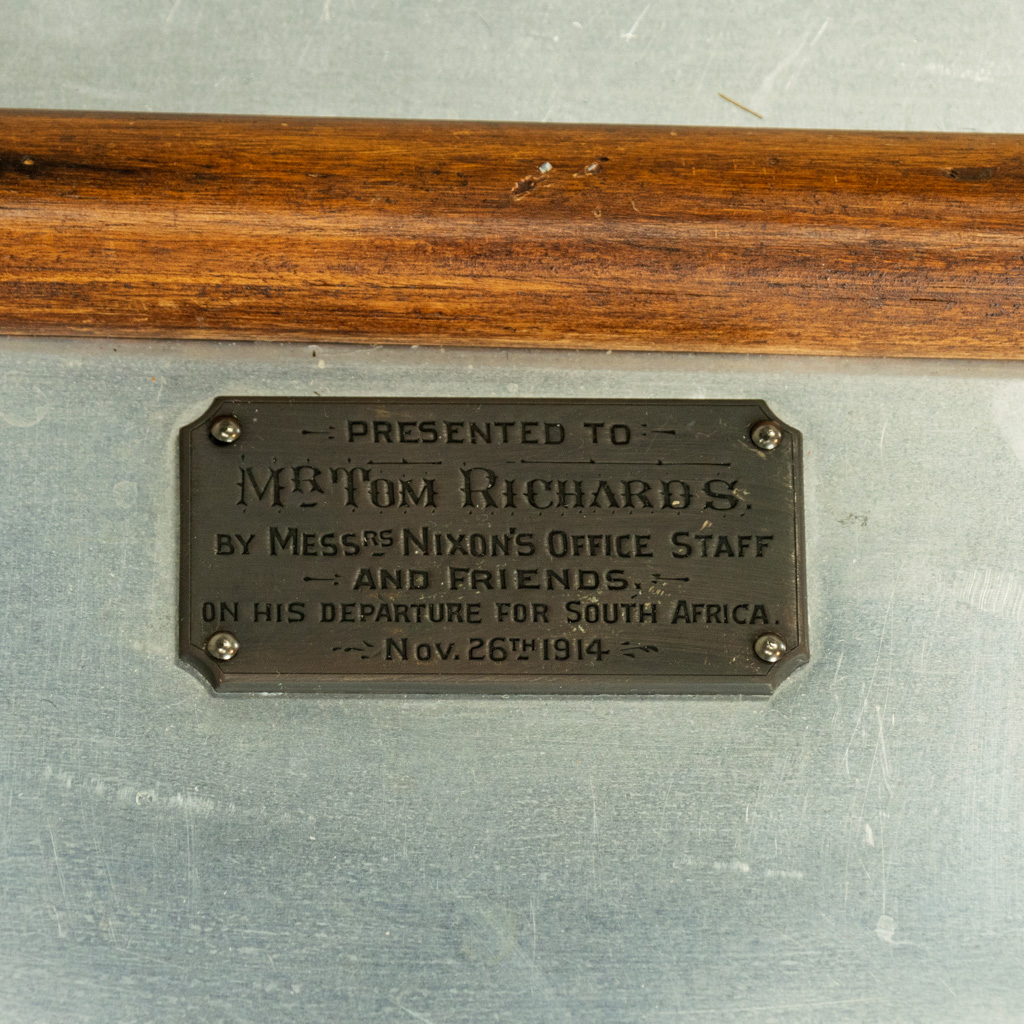 PRESENTED TO
MR TOM RICHARDS.
BY MESSRS NIXON'S OFFICE STAFF
AND FRIENDS,
ON HIS DEPARTURE FOR SOUTH AFRICA.
NOV. 26TH 1914